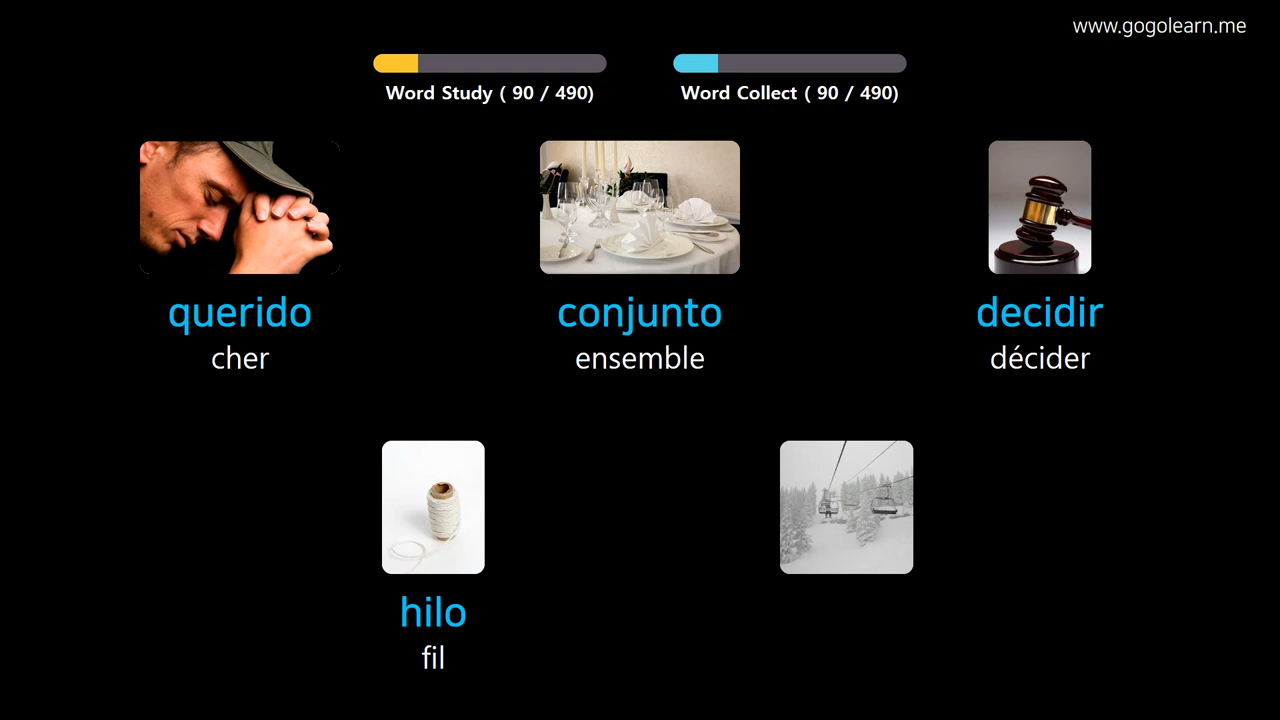 www.gogolearn.me
Word Study ( 90 / 490)
Word Collect ( 90 / 490)
querido
cher
conjunto
ensemble
decidir
décider
hilo
fil